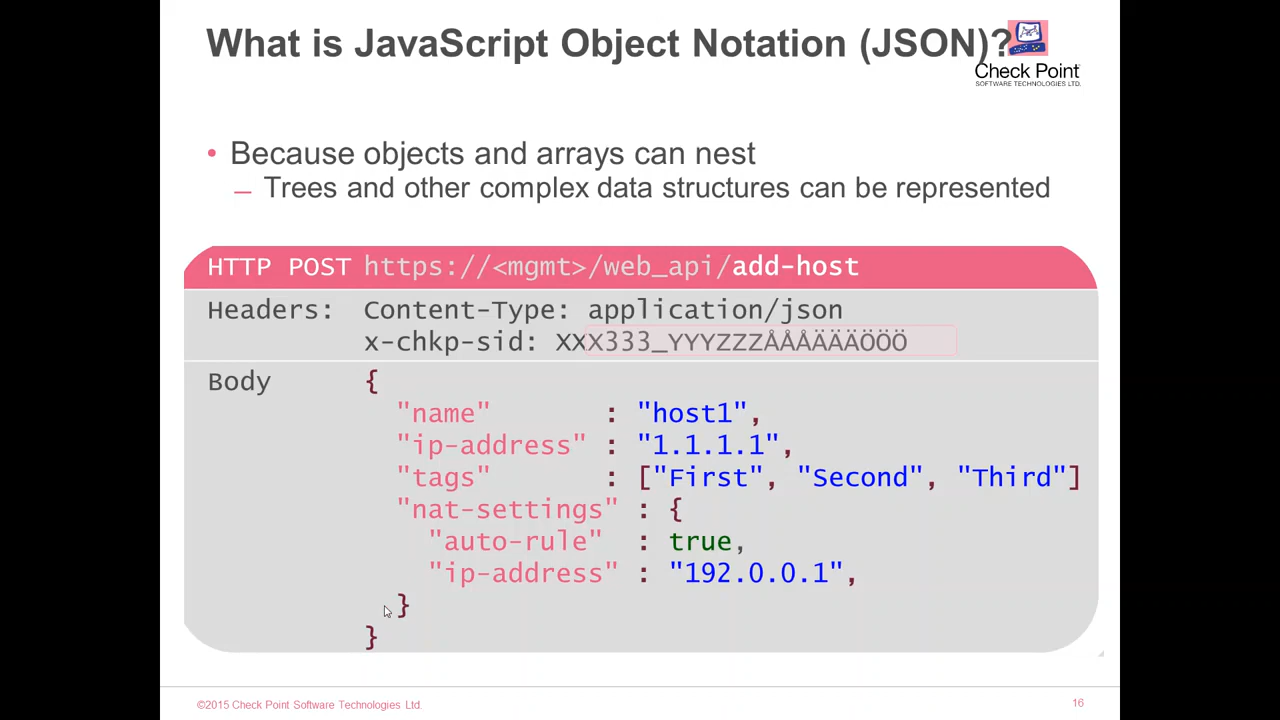 What is JavaScript Object Notation (JSON)?
Check Point
SOFTWARE TECHNOLOGIES LTD.
• Because objects and arrays can nest
– Trees and other complex data structures can be represented
HTTP POST https://<mgmt>/web_api/add-host
Headers: Content-Type: application/json
x-chkp-sid: XXX333_YYYZZZÅÅÅÄÄÄÖÖÖ
Body {
"name" : "host1",
"ip-address" : "1.1.1.1",
"tags" : ["First", "Second", "Third"]
"nat-settings" : {
"auto-rule" : true,
"ip-address" : "192.0.0.1",
}
}
©2015 Check Point Software Technologies Ltd.
16